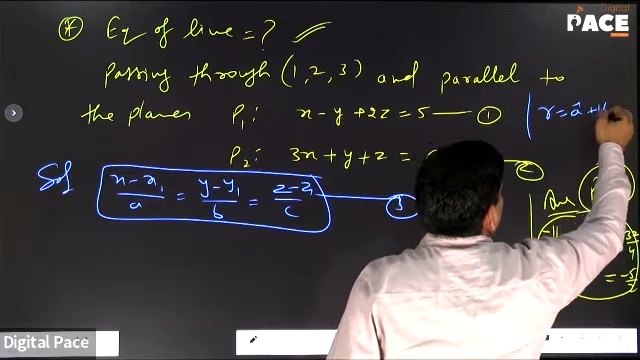 Digital
PACE
* Eq of line = ?
Passing through (1, 2, 3) and parallel to
the planes P₁: x - y + 2z = 5 — ①
r = a⃗ +
P₂: 3x + y + z =
Sol
(x - x₁)/a = (y - y₁)/b = (z - z₁)/c — ③
Ans
Digital Pace